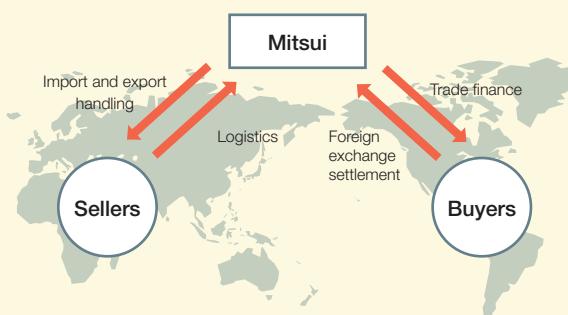 Mitsui
Import and export
handling
Trade finance
Logistics
Foreign
exchange
settlement
Sellers
Buyers